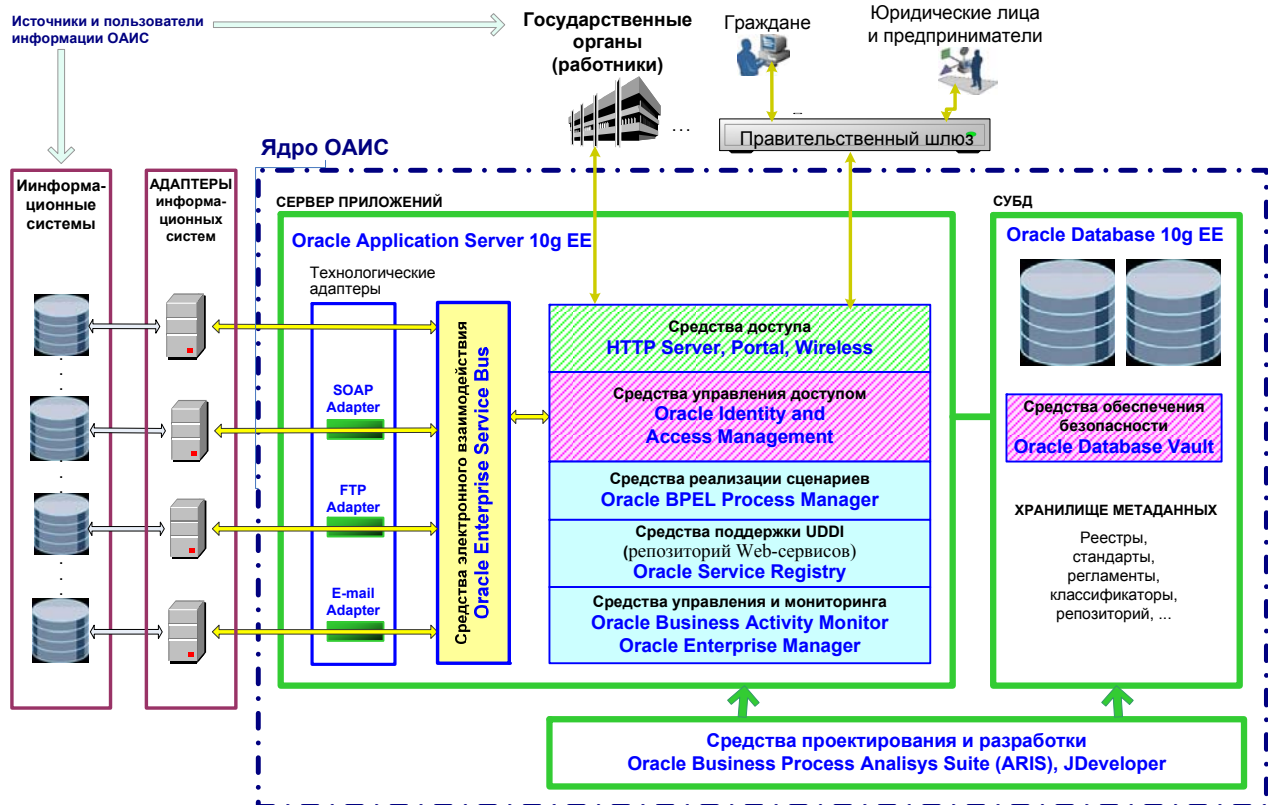 Источники и пользователи
информации ОАИС
Государственные
органы
(работники)
Граждане
Юридические лица
и предприниматели
...
Правительственный шлюз
Ядро ОАИС
Иинформа-
ционные
системы
АДАПТЕРЫ
информа-
ционных
систем
СЕРВЕР ПРИЛОЖЕНИЙ
Oracle Application Server 10g EE
Технологические
адаптеры
SOAP
Adapter
FTP
Adapter
E-mail
Adapter
Средства электронного взаимодействия
Oracle Enterprise Service Bus
Средства доступа
HTTP Server, Portal, Wireless
Средства управления доступом
Oracle Identity and
Access Management
Средства реализации сценариев
Oracle BPEL Process Manager
Средства поддержки UDDI
(репозиторий Web-сервисов)
Oracle Service Registry
Средства управления и мониторинга
Oracle Business Activity Monitor
Oracle Enterprise Manager
СУБД
Oracle Database 10g EE
Средства обеспечения
безопасности
Oracle Database Vault
ХРАНИЛИЩЕ МЕТАДАННЫХ
Реестры,
стандарты,
регламенты,
классификаторы,
репозиторий, ...
Средства проектирования и разработки
Oracle Business Process Analisys Suite (ARIS), JDeveloper